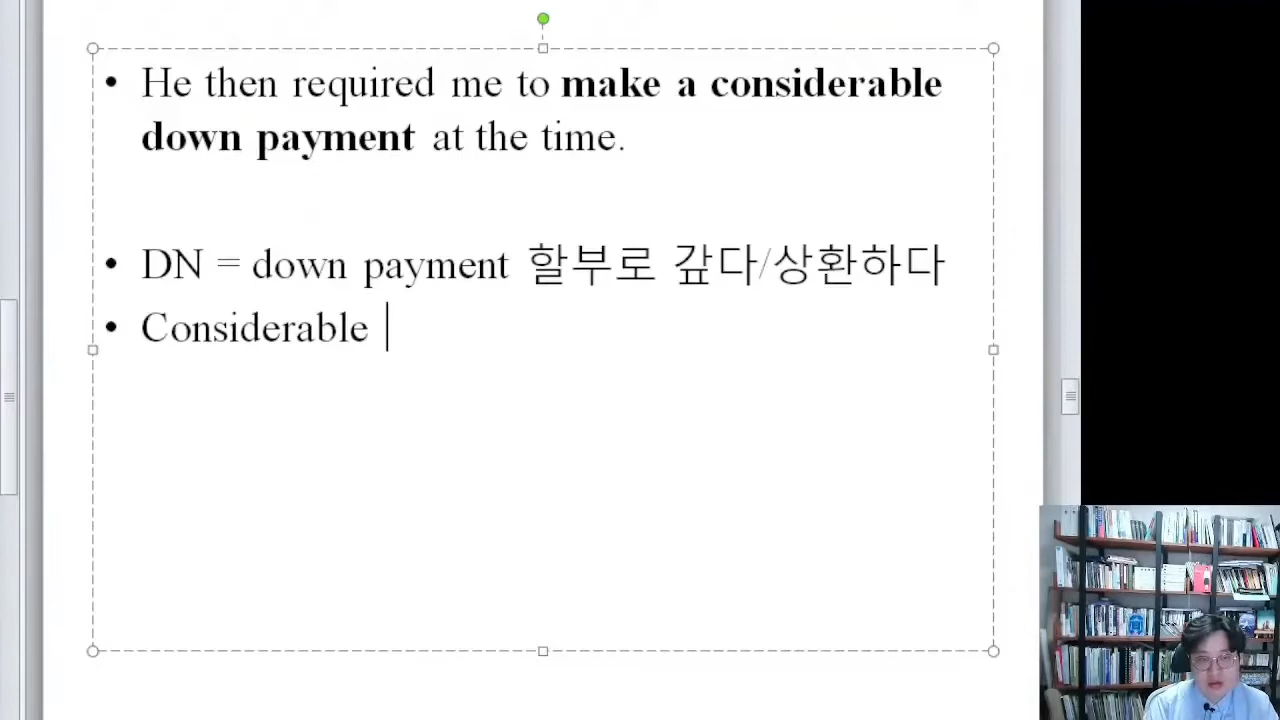 • He then required me to make a considerable
down payment at the time.
• DN = down payment 할부로 갚다/상환하다
• Considerable